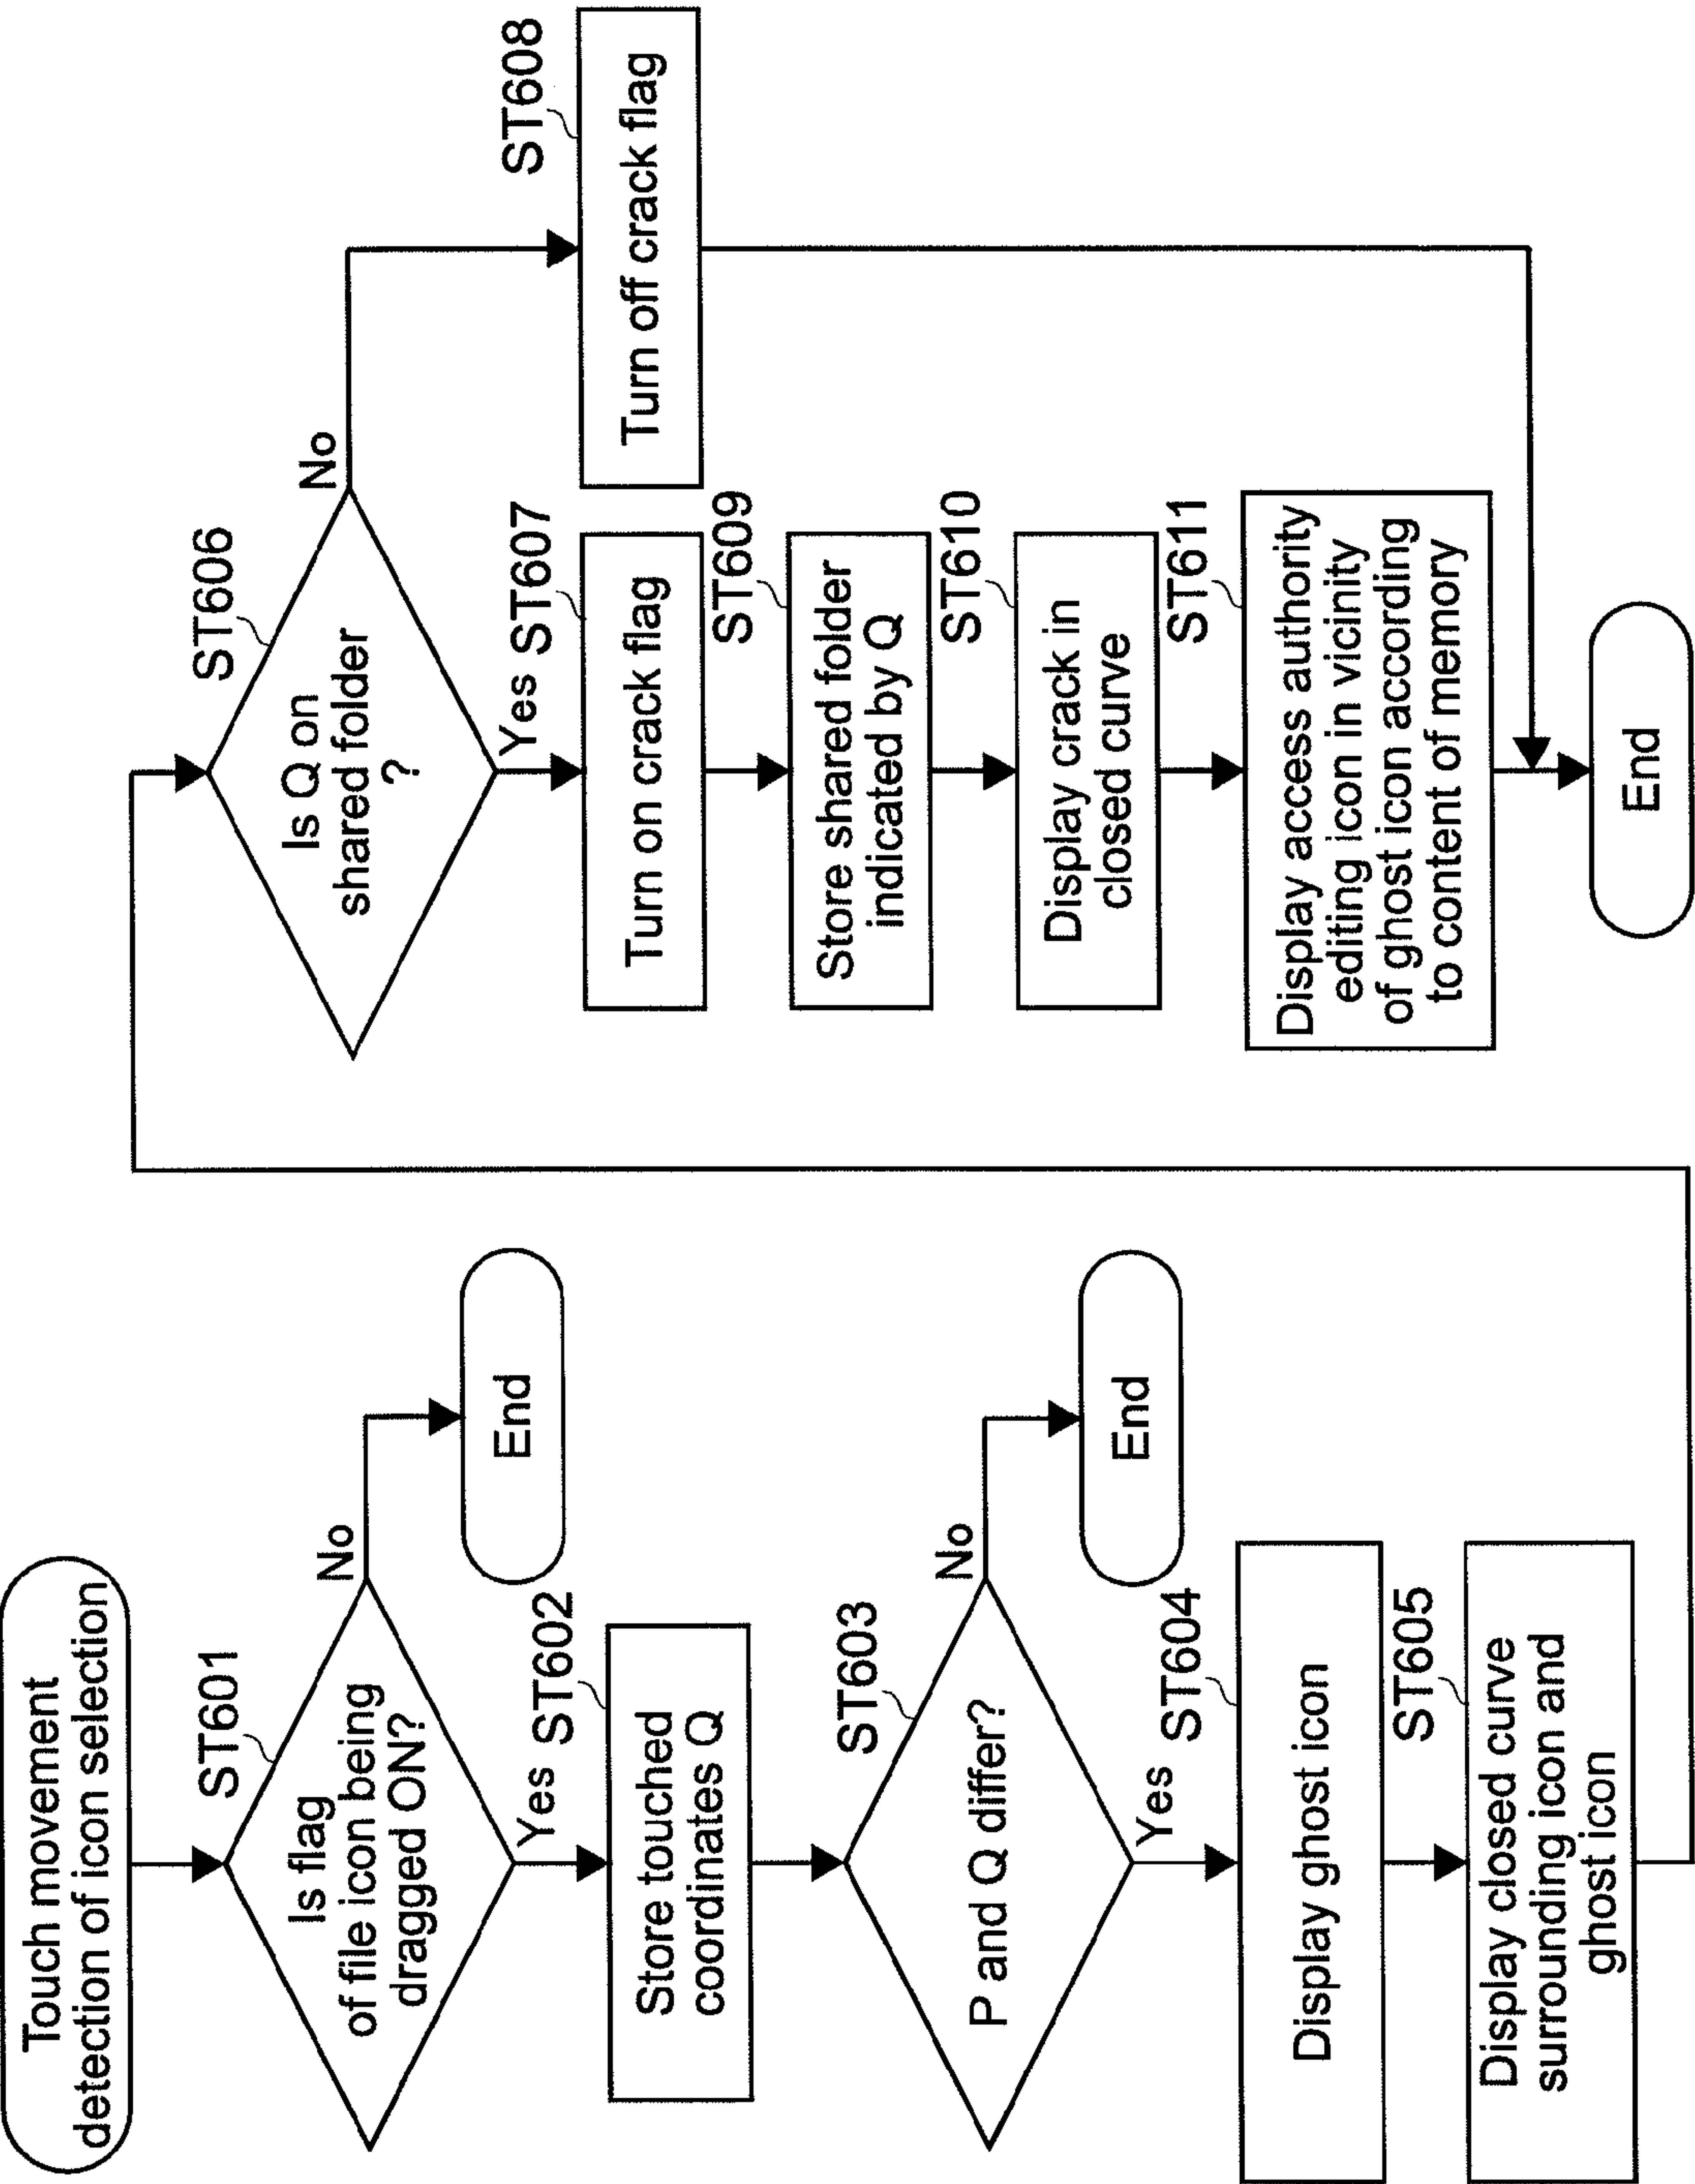 Touch movement
detection of icon selection
ST601
Is flag
of file icon being
dragged ON?
No
End
Yes
ST602
Store touched
coordinates Q
ST603
P and Q differ?
No
End
Yes
ST604
Display ghost icon
ST605
Display closed curve
surrounding icon and
ghost icon
ST606
Is Q on
shared folder
?
No
Yes
ST607
Turn on crack flag
ST608
Turn off crack flag
ST609
Store shared folder
indicated by Q
ST610
Display crack in
closed curve
ST611
Display access authority
editing icon in vicinity
of ghost icon according
to content of memory
End